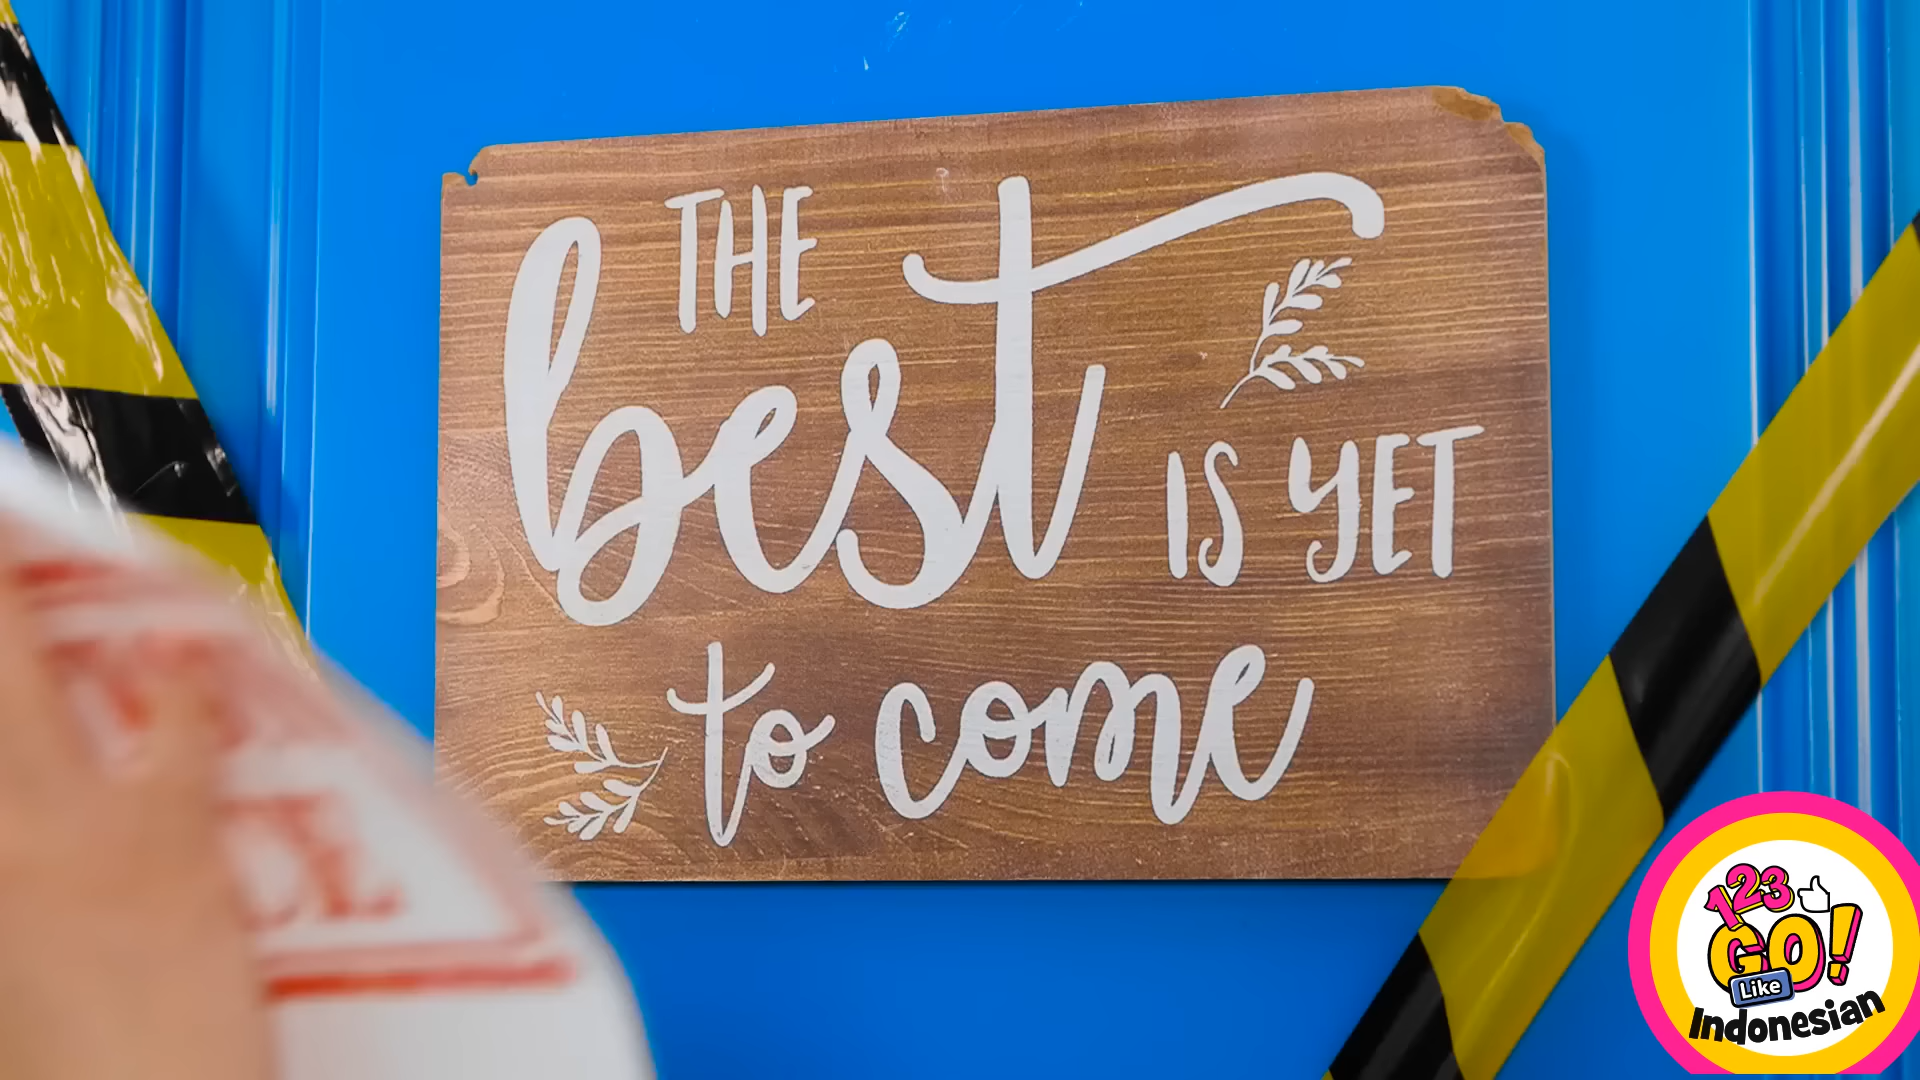 THE
best
IS YET
to come
123
GO!
Like
Indonesian